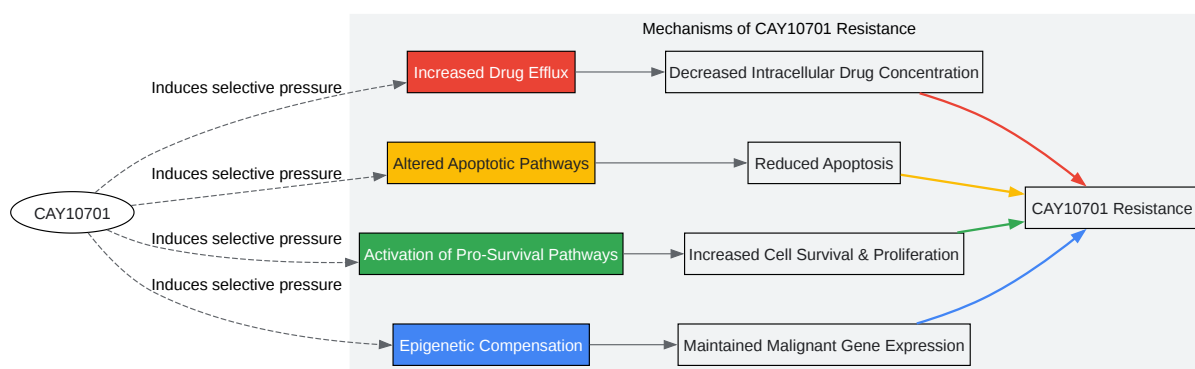 Mechanisms of CAY10701 Resistance
Increased Drug Efflux
Decreased Intracellular Drug Concentration
Induces selective pressure
Altered Apoptotic Pathways
Reduced Apoptosis
Induces selective pressure
CAY10701
CAY10701 Resistance
Induces selective pressure
Activation of Pro-Survival Pathways
Increased Cell Survival & Proliferation
Induces selective pressure
Epigenetic Compensation
Maintained Malignant Gene Expression